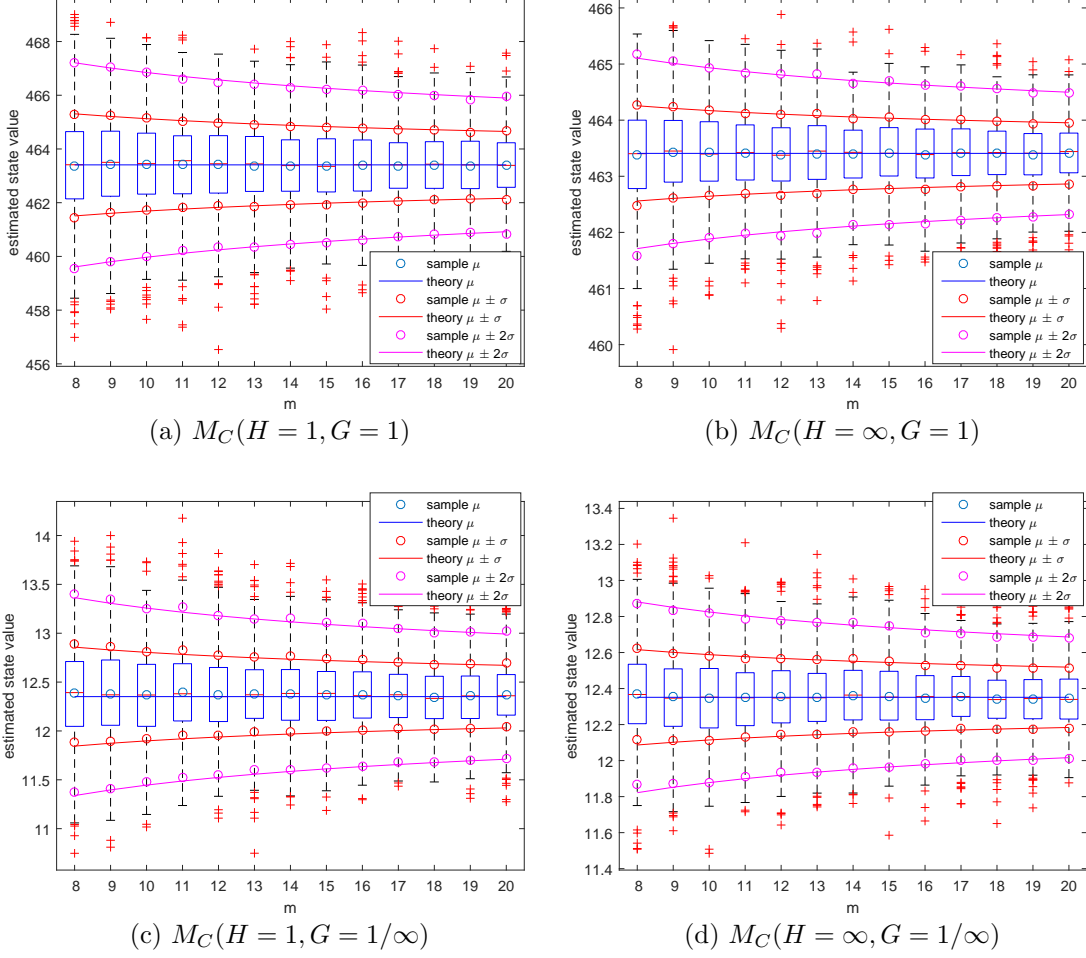 468
466
464
462
460
458
456
estimated state value
8 9 10 11 12 13 14 15 16 17 18 19 20
m
sample μ
theory μ
sample μ ± σ
theory μ ± σ
sample μ ± 2σ
theory μ ± 2σ
(a) M_C(H = 1, G = 1)
466
465
464
463
462
461
460
estimated state value
8 9 10 11 12 13 14 15 16 17 18 19 20
m
sample μ
theory μ
sample μ ± σ
theory μ ± σ
sample μ ± 2σ
theory μ ± 2σ
(b) M_C(H = ∞, G = 1)
14
13.5
13
12.5
12
11.5
11
estimated state value
8 9 10 11 12 13 14 15 16 17 18 19 20
m
sample μ
theory μ
sample μ ± σ
theory μ ± σ
sample μ ± 2σ
theory μ ± 2σ
(c) M_C(H = 1, G = 1/∞)
13.4
13.2
13
12.8
12.6
12.4
12.2
12
11.8
11.6
11.4
estimated state value
8 9 10 11 12 13 14 15 16 17 18 19 20
m
sample μ
theory μ
sample μ ± σ
theory μ ± σ
sample μ ± 2σ
theory μ ± 2σ
(d) M_C(H = ∞, G = 1/∞)